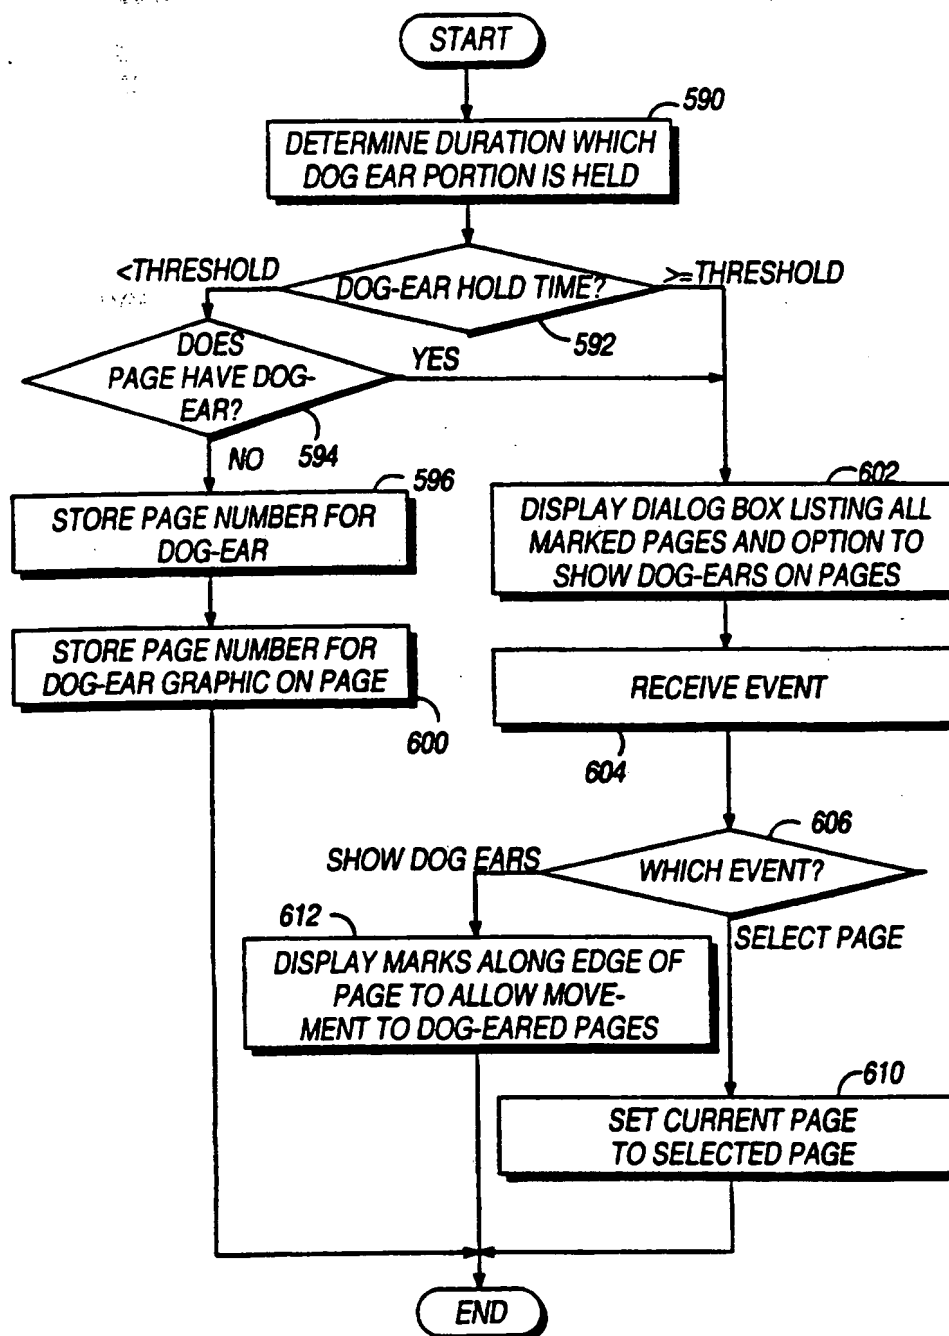 START
590
DETERMINE DURATION WHICH
DOG EAR PORTION IS HELD
<THRESHOLD
DOG-EAR HOLD TIME?
>=THRESHOLD
592
DOES
PAGE HAVE DOG-
EAR?
YES
594
NO
596
STORE PAGE NUMBER FOR
DOG-EAR
602
DISPLAY DIALOG BOX LISTING ALL
MARKED PAGES AND OPTION TO
SHOW DOG-EARS ON PAGES
STORE PAGE NUMBER FOR
DOG-EAR GRAPHIC ON PAGE
600
RECEIVE EVENT
604
606
SHOW DOG EARS
WHICH EVENT?
612
SELECT PAGE
DISPLAY MARKS ALONG EDGE OF
PAGE TO ALLOW MOVE-
MENT TO DOG-EARED PAGES
610
SET CURRENT PAGE
TO SELECTED PAGE
END